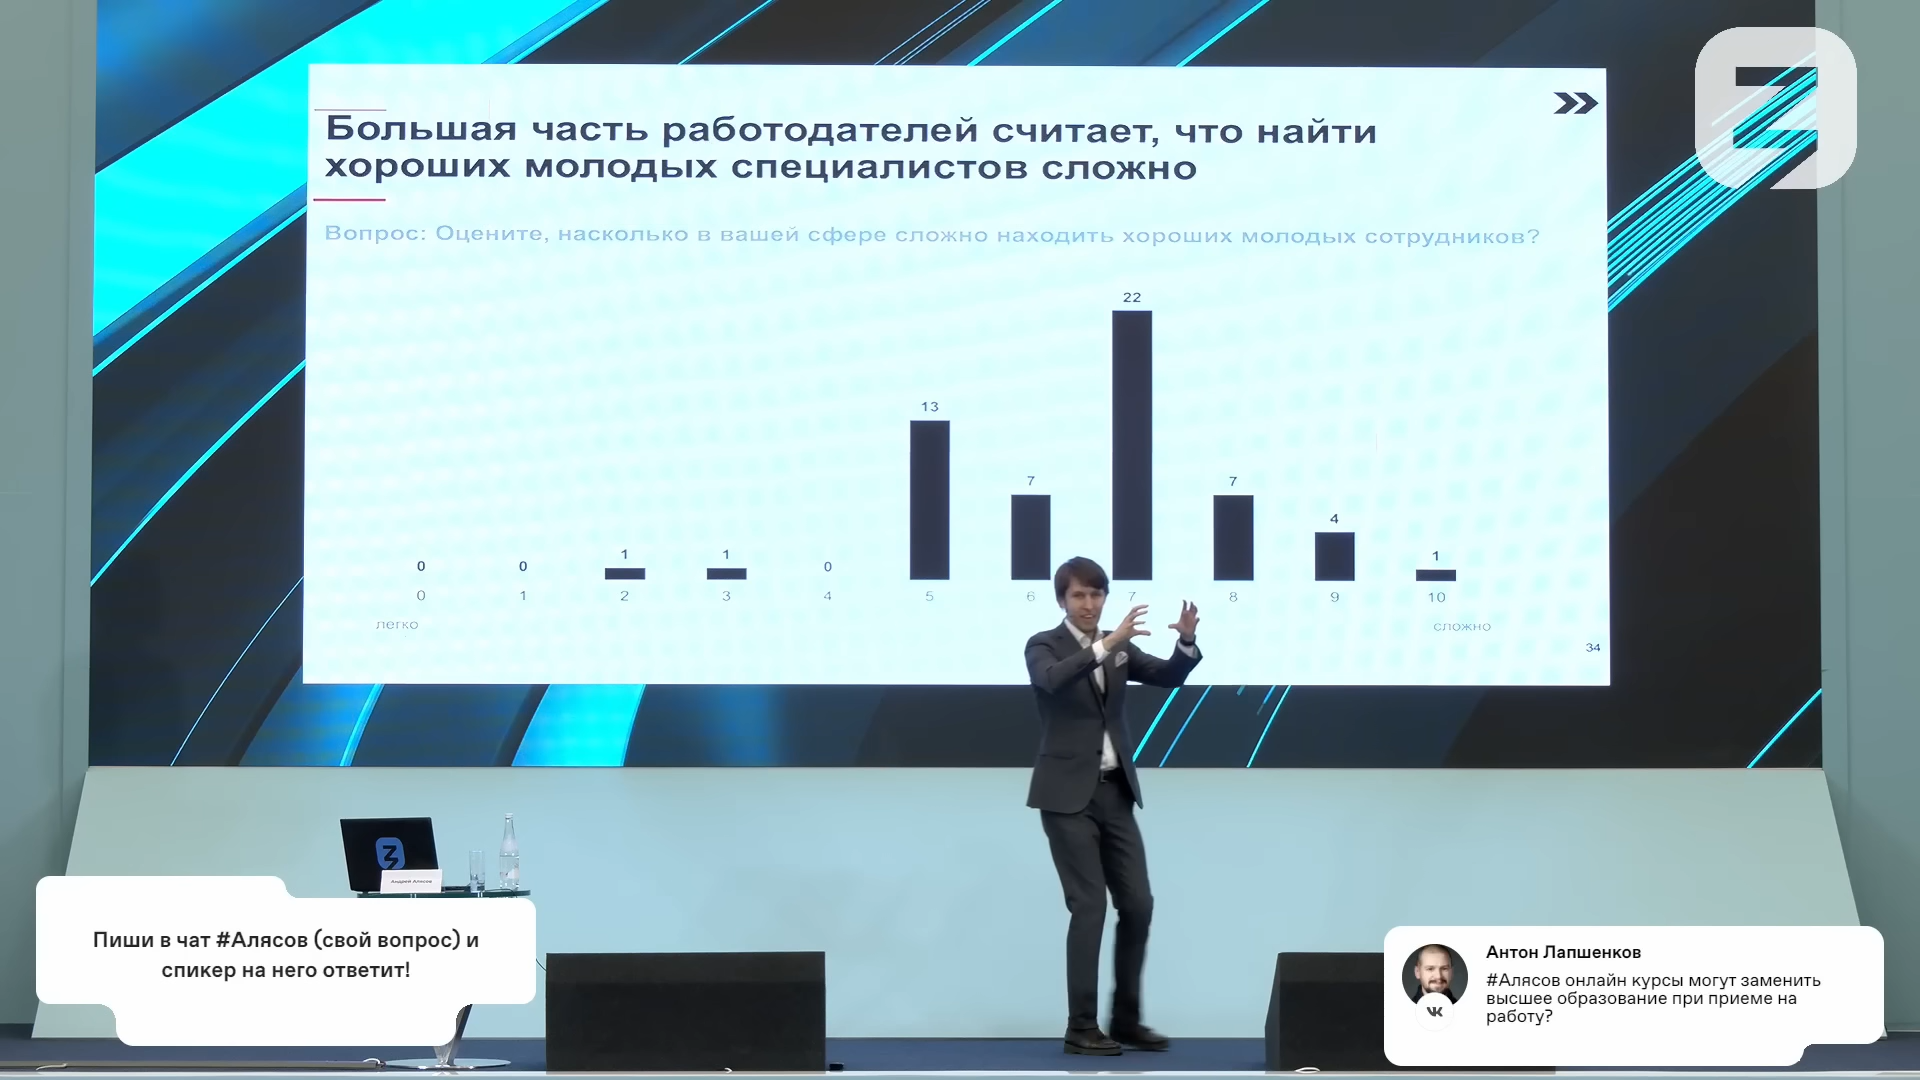 Большая часть работодателей считает, что найти
хороших молодых специалистов сложно
Вопрос: Оцените, насколько в вашей сфере сложно находить хороших молодых сотрудников?
0 0 1 1 0 13 7 22 7 4 1
0 1 2 3 4 5 6 7 8 9 10
легко сложно
34
Андрей Алясов
Пиши в чат #Алясов (свой вопрос) и
спикер на него ответит!
Антон Лапшенков
#Алясов онлайн курсы могут заменить
высшее образование при приеме на
работу?